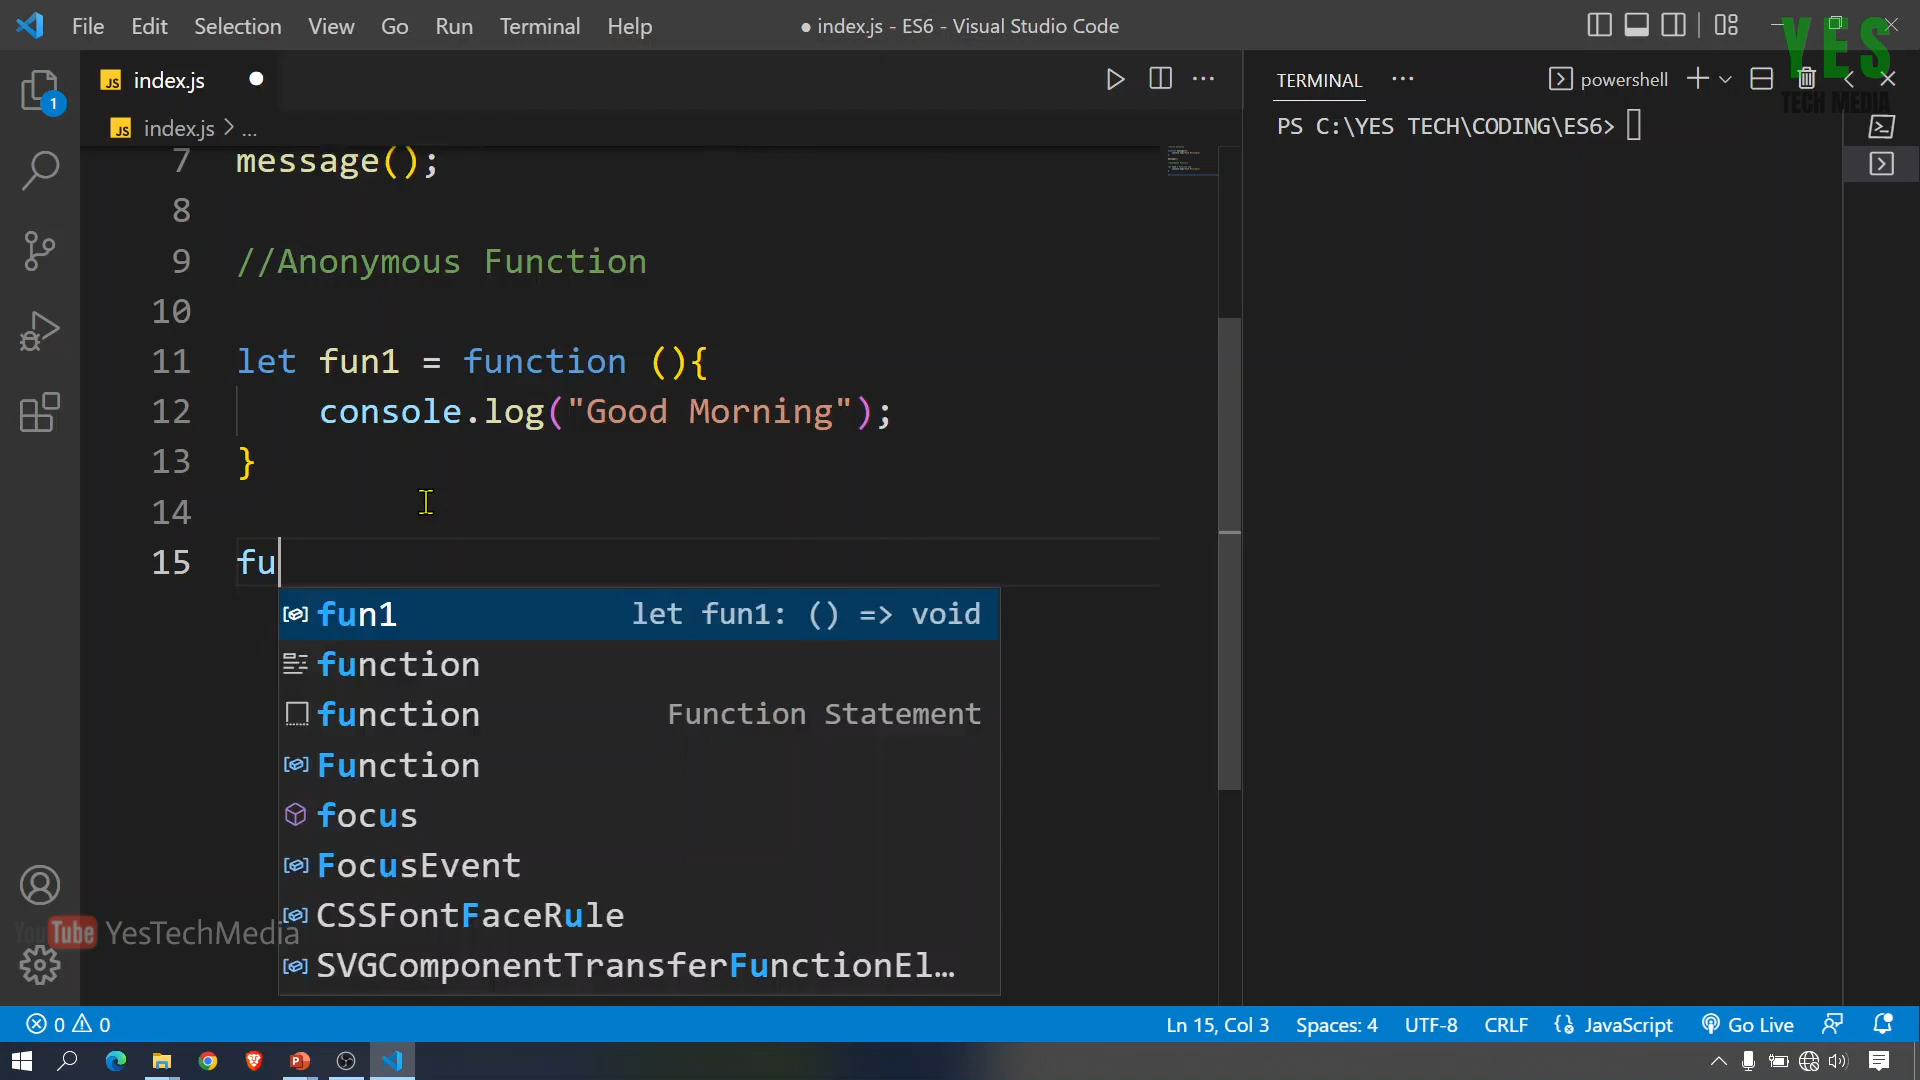 File Edit Selection View Go Run Terminal Help ● index.js - ES6 - Visual Studio Code
YES
TECH MEDIA
JS index.js
TERMINAL ··· powershell
JS index.js > ...
PS C:\YES TECH\CODING\ES6>
1
7 message();
8
9 //Anonymous Function
10
11 let fun1 = function (){
12 console.log("Good Morning");
13 }
14
15 fu
fun1 let fun1: () => void
function
function Function Statement
Function
focus
FocusEvent
CSSFontFaceRule
SVGComponentTransferFunctionEl…
YouTube YesTechMedia
0 0 Ln 15, Col 3 Spaces: 4 UTF-8 CRLF JavaScript Go Live